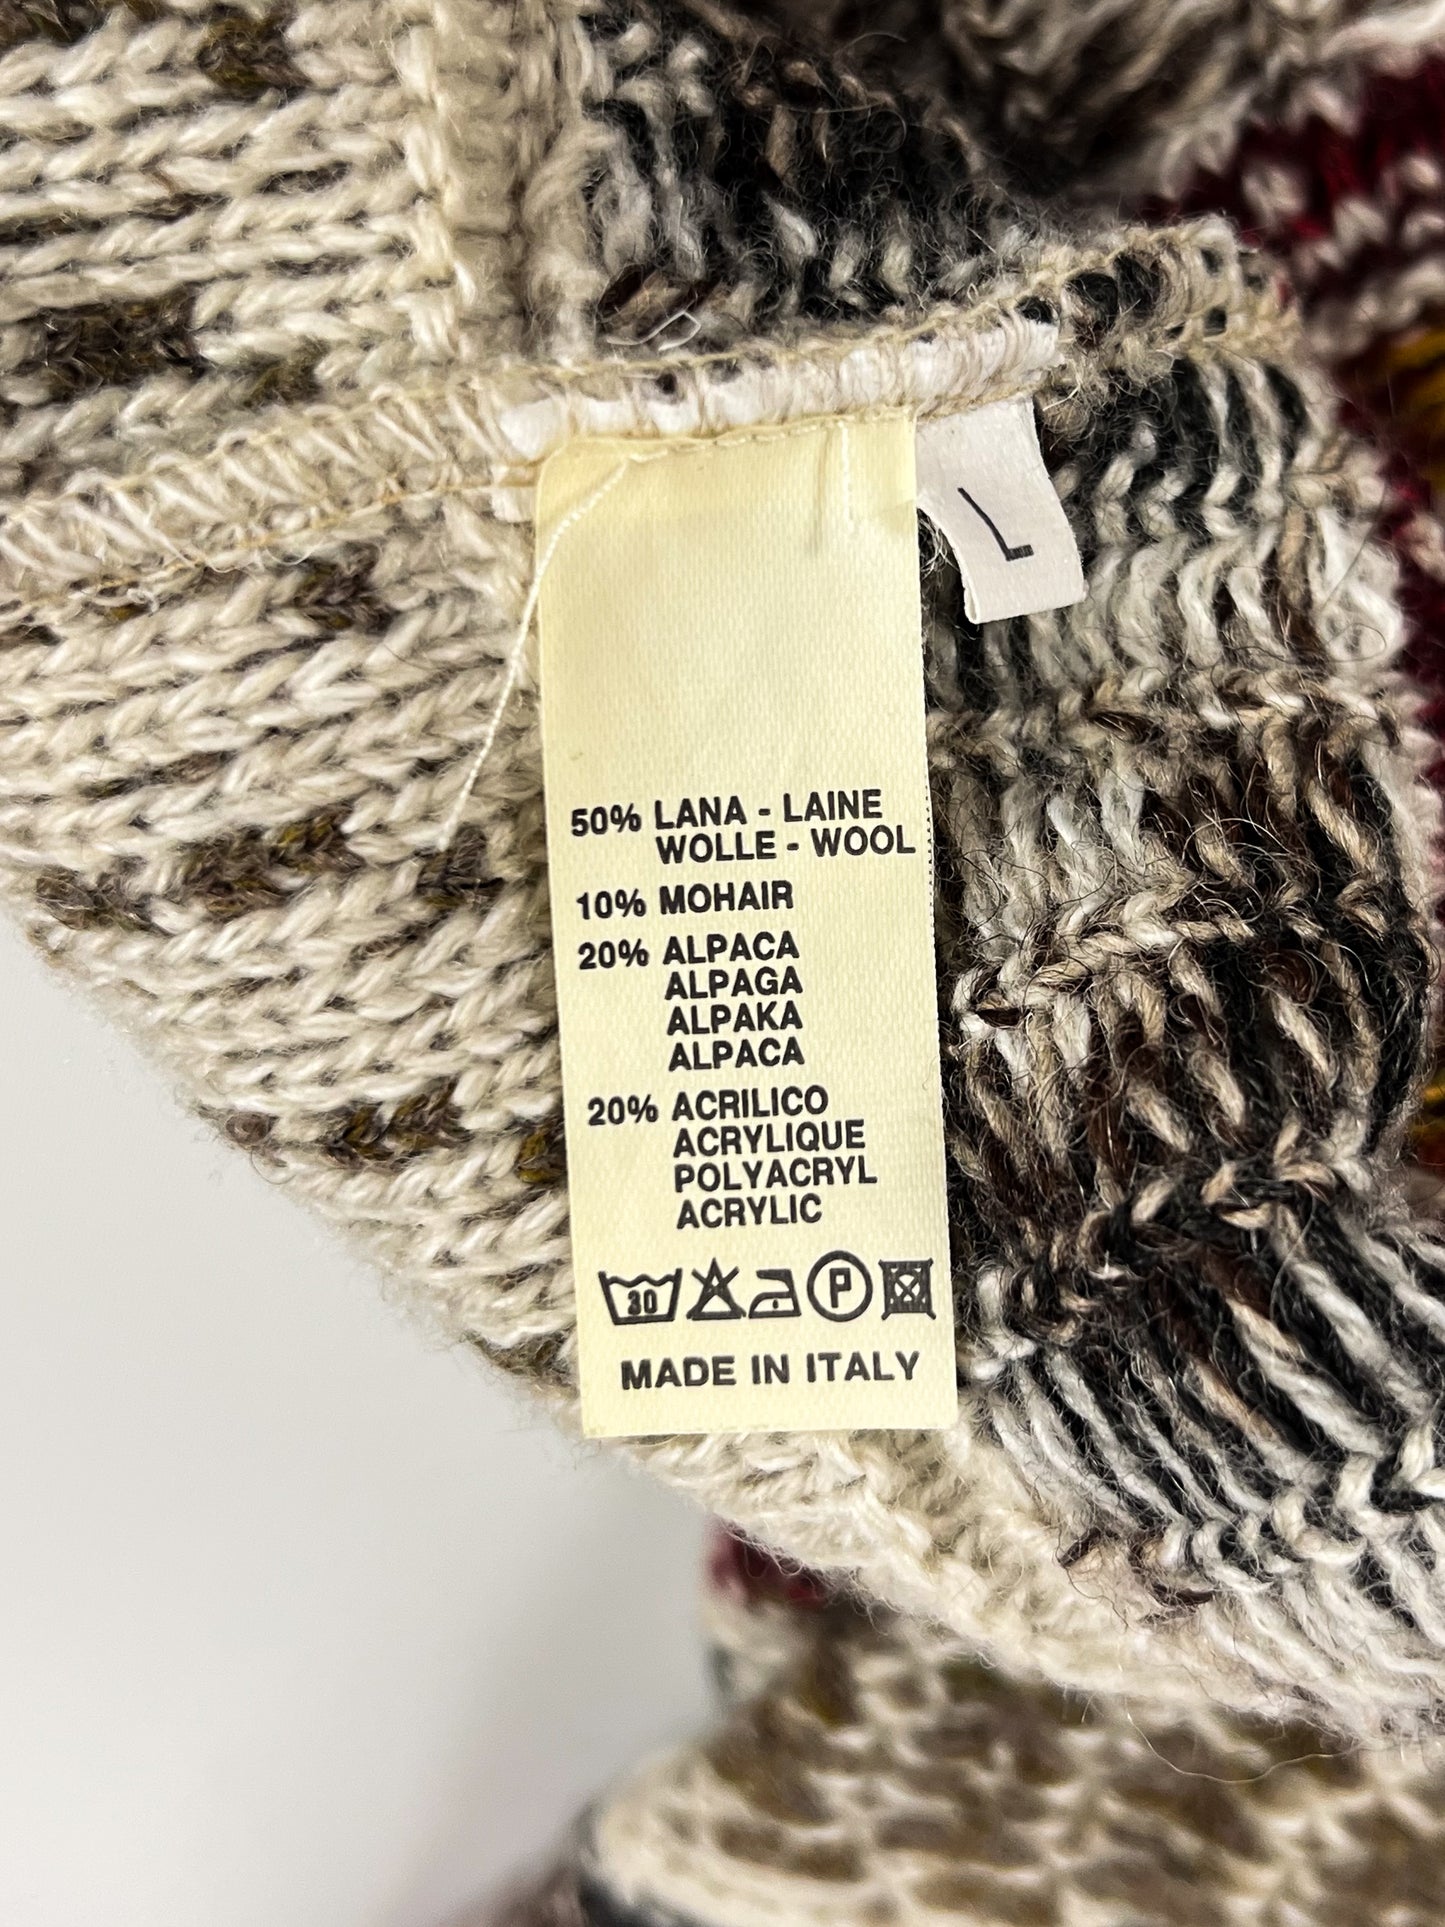 L
50% LANA - LAINE
WOLLE - WOOL
10% MOHAIR
20% ALPACA
ALPAGA
ALPAKA
ALPACA
20% ACRILICO
ACRYLIQUE
POLYACRYL
ACRYLIC
30 P
MADE IN ITALY